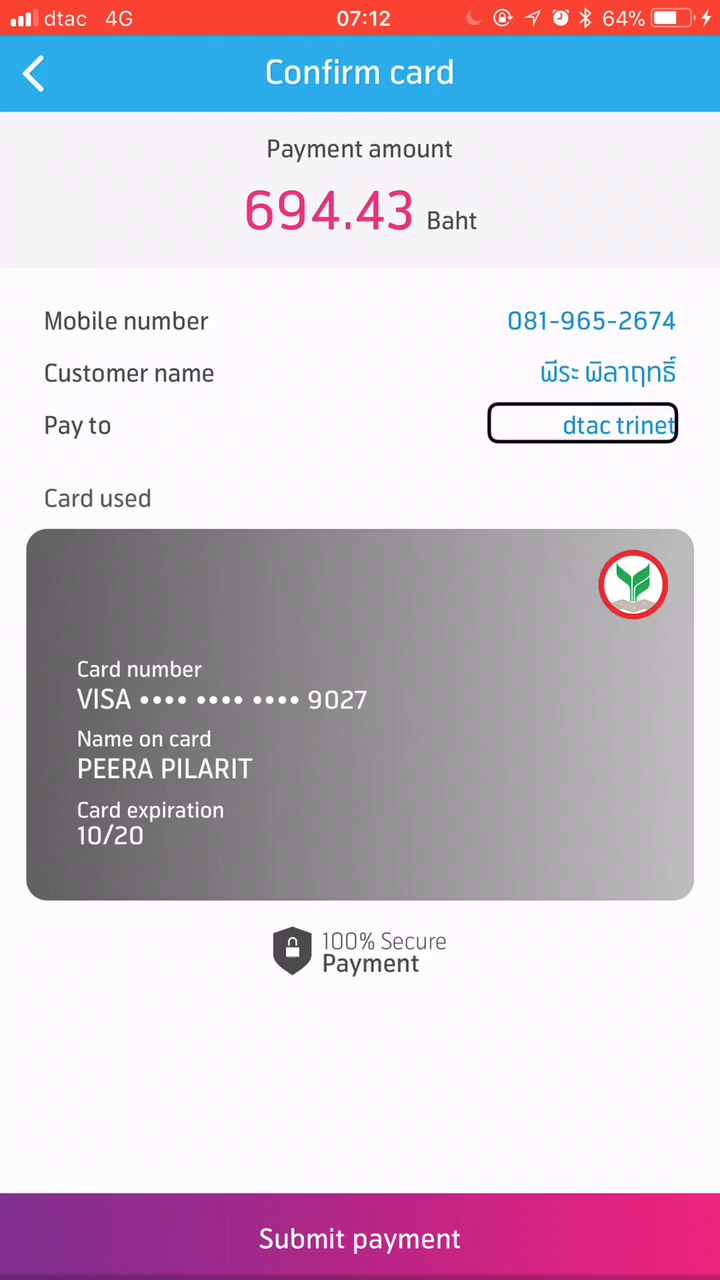 dtac 4G 07:12 64%
Confirm card
Payment amount
694.43 Baht
Mobile number 081-965-2674
Customer name พีระ พิลาฤทธิ์
Pay to dtac trinet
Card used
Card number
VISA •••• •••• •••• 9027
Name on card
PEERA PILARIT
Card expiration
10/20
100% Secure
Payment
Submit payment